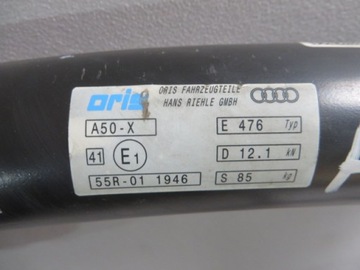 oris ORIS FAHRZEUGTEILE
HANS RIEHLE GMBH
A50-X E 476 Typ
41 E1 D 12.1 kN
55R-01 1946 S 85 kg